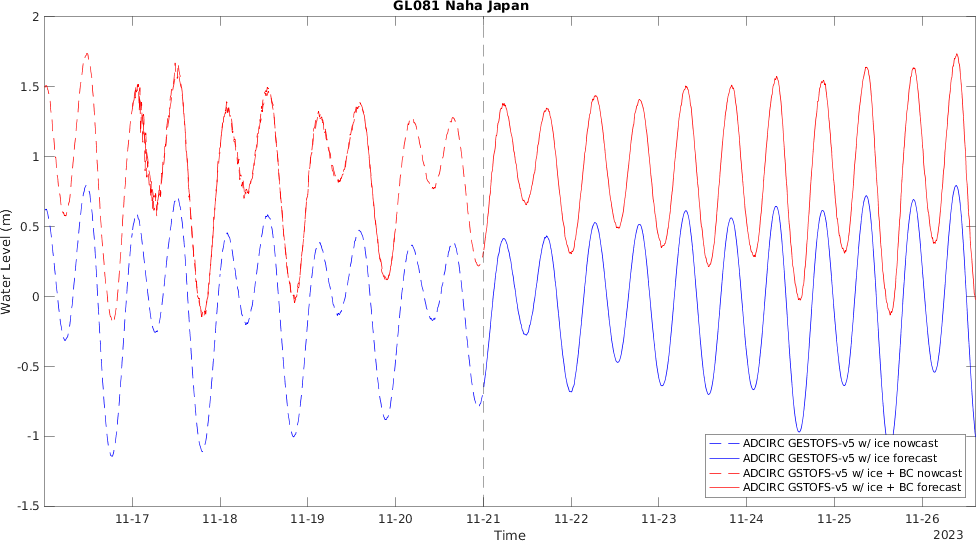 GL081 Naha Japan
2
1.5
1
0.5
0
-0.5
-1
-1.5
Water Level (m)
11-17 11-18 11-19 11-20 11-21 11-22 11-23 11-24 11-25 11-26
Time
2023
ADCIRC GESTOFS-v5 w/ ice nowcast
ADCIRC GESTOFS-v5 w/ ice forecast
ADCIRC GSTOFS-v5 w/ ice + BC nowcast
ADCIRC GSTOFS-v5 w/ ice + BC forecast